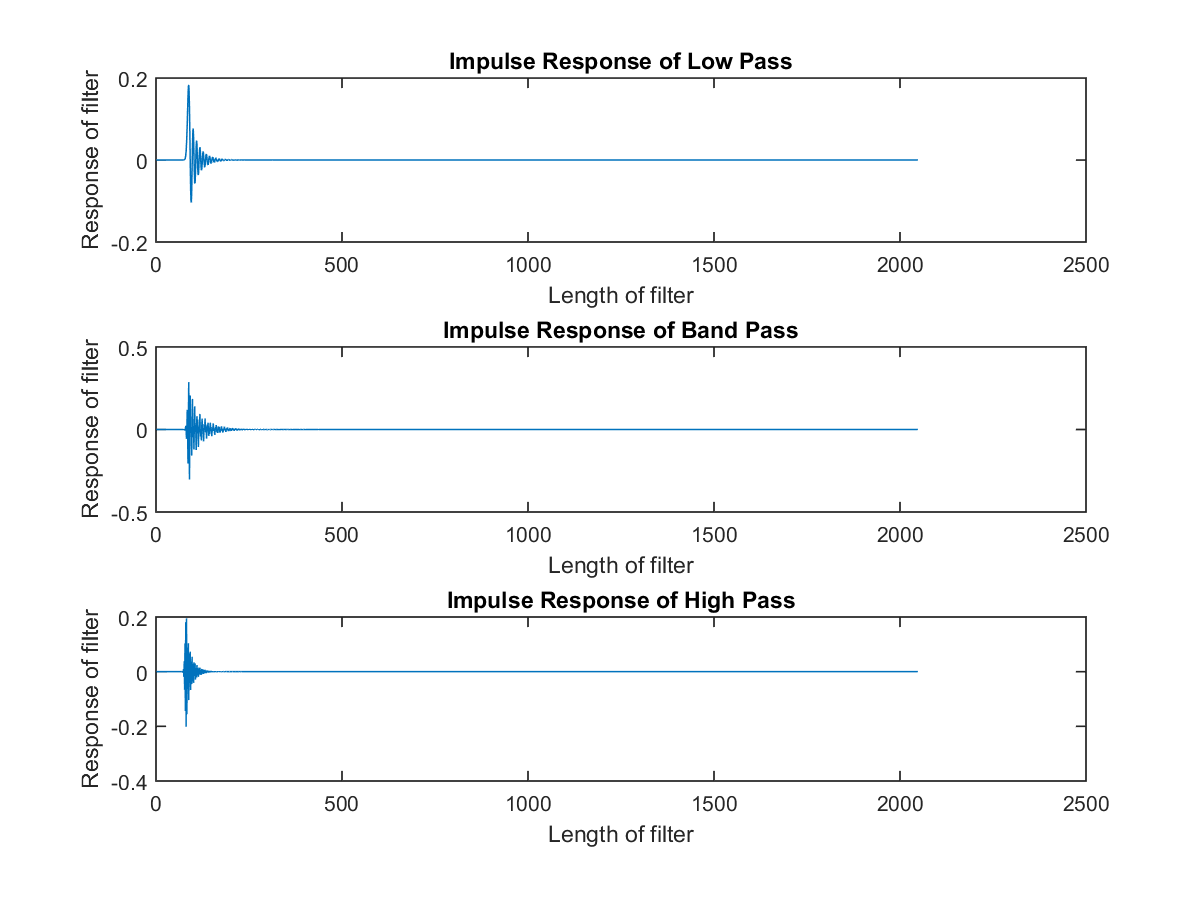 Impulse Response of Low Pass
Response of filter
0.2
0
-0.2
0 500 1000 1500 2000 2500
Length of filter
Impulse Response of Band Pass
Response of filter
0.5
0
-0.5
0 500 1000 1500 2000 2500
Length of filter
Impulse Response of High Pass
Response of filter
0.2
0
-0.2
-0.4
0 500 1000 1500 2000 2500
Length of filter